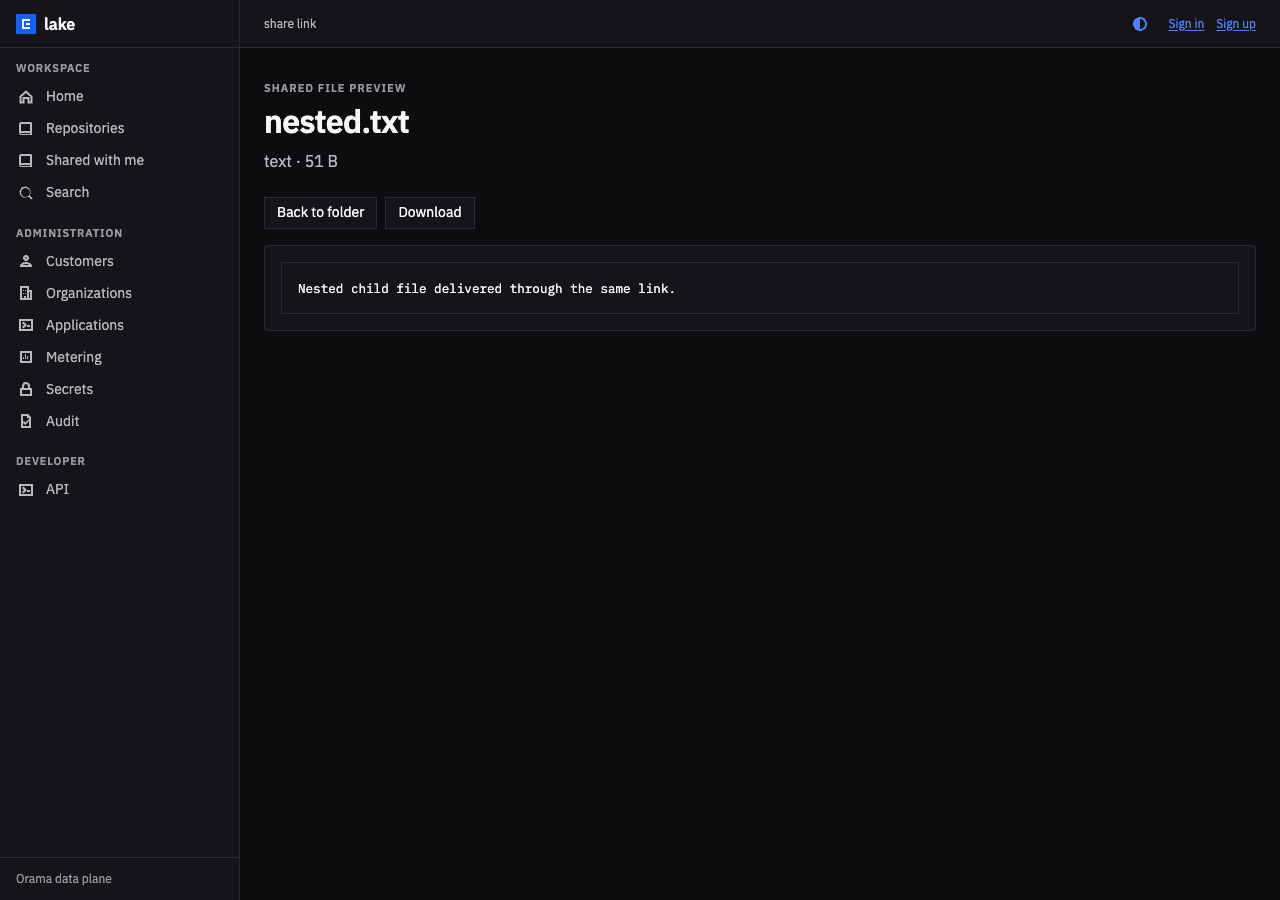 lake
share link
Sign in
Sign up
WORKSPACE
Home
Repositories
Shared with me
Search
ADMINISTRATION
Customers
Organizations
Applications
Metering
Secrets
Audit
DEVELOPER
API
Orama data plane
SHARED FILE PREVIEW
nested.txt
text · 51 B
Back to folder
Download
Nested child file delivered through the same link.